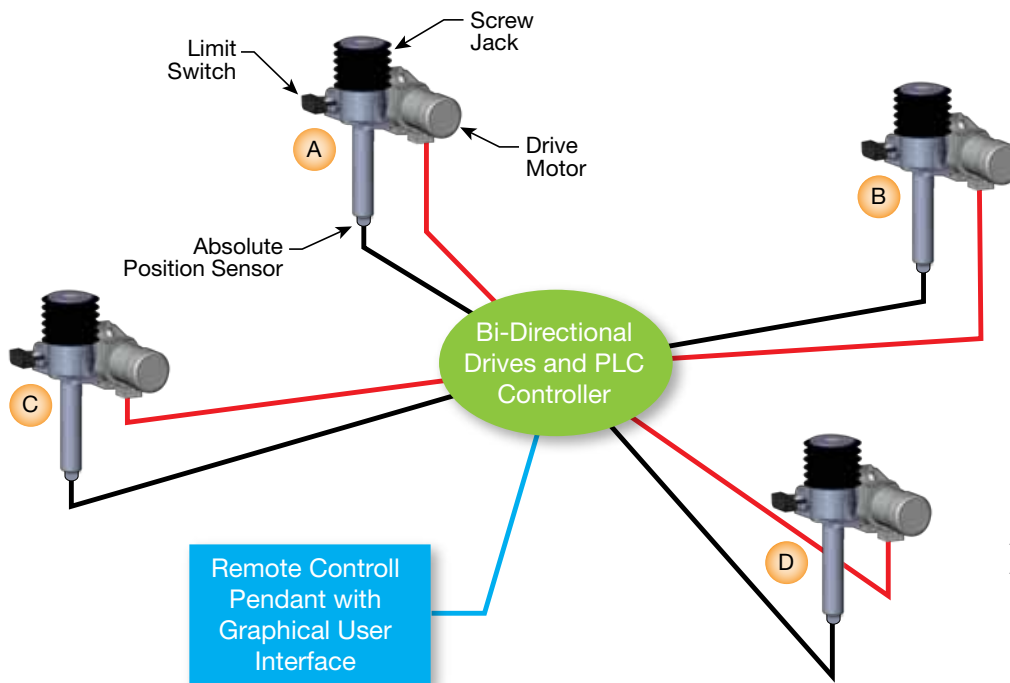 Screw
Jack
Limit
Switch
A
Drive
Motor
B
Absolute
Position Sensor
Bi-Directional
Drives and PLC
Controller
C
D
Remote Controll
Pendant with
Graphical User
Interface